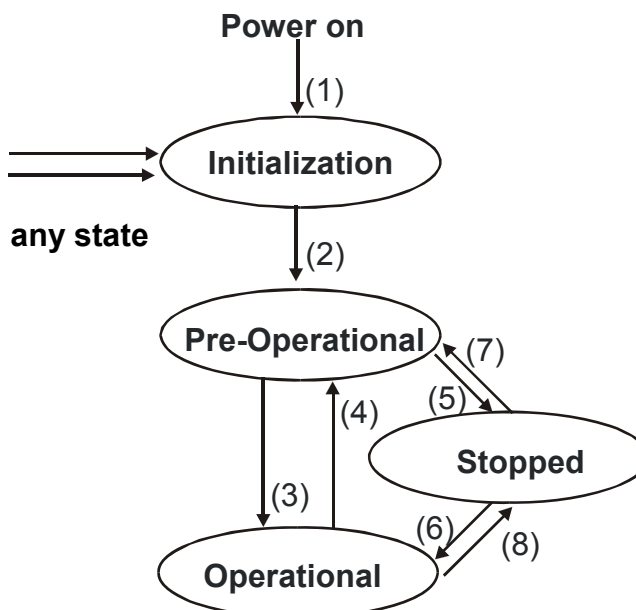 Power on
(1)
Initialization
any state
(2)
Pre-Operational
(7)
(5)
(4)
Stopped
(3)
(6)
(8)
Operational